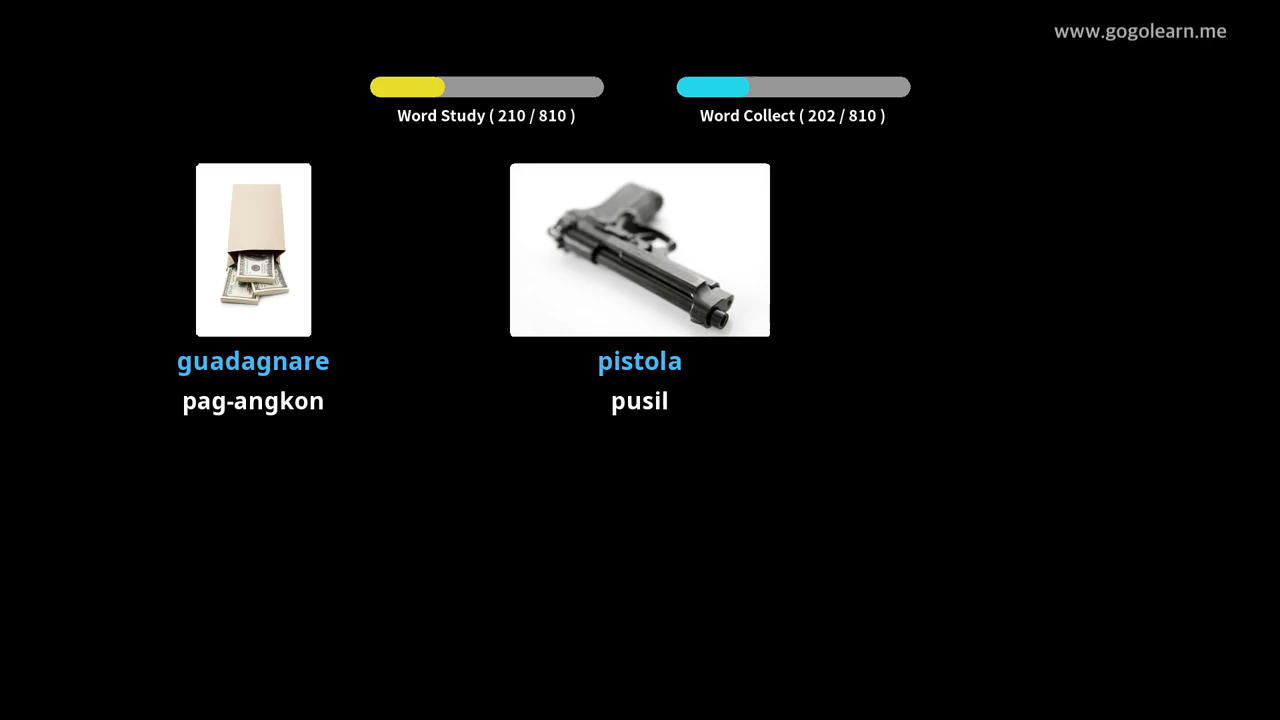 www.gogolearn.me
Word Study ( 210 / 810 )
Word Collect ( 202 / 810 )
guadagnare
pag-angkon
pistola
pusil